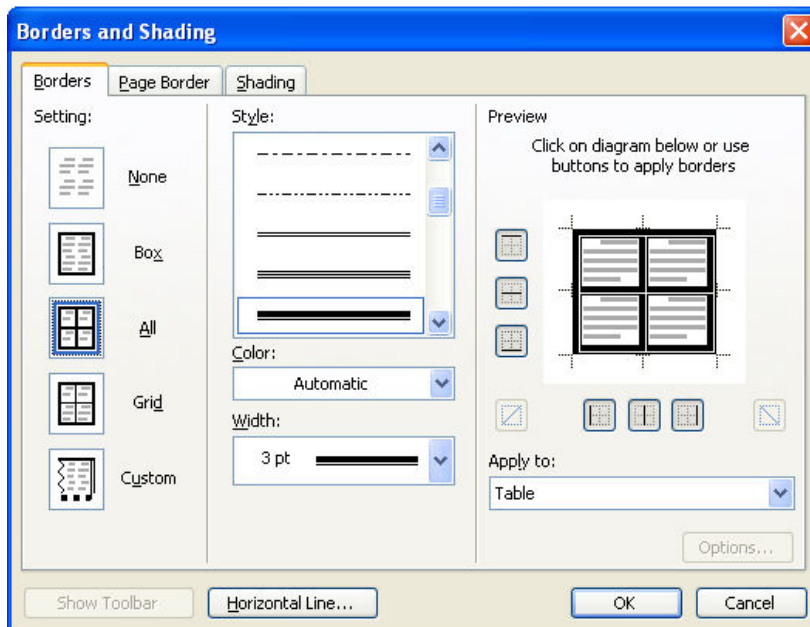 Borders and Shading
Borders
Page Border
Shading
Setting:
None
Box
All
Grid
Custom
Style:
Color:
Automatic
Width:
3 pt
Preview
Click on diagram below or use
buttons to apply borders
Apply to:
Table
Options...
Show Toolbar
Horizontal Line...
OK
Cancel